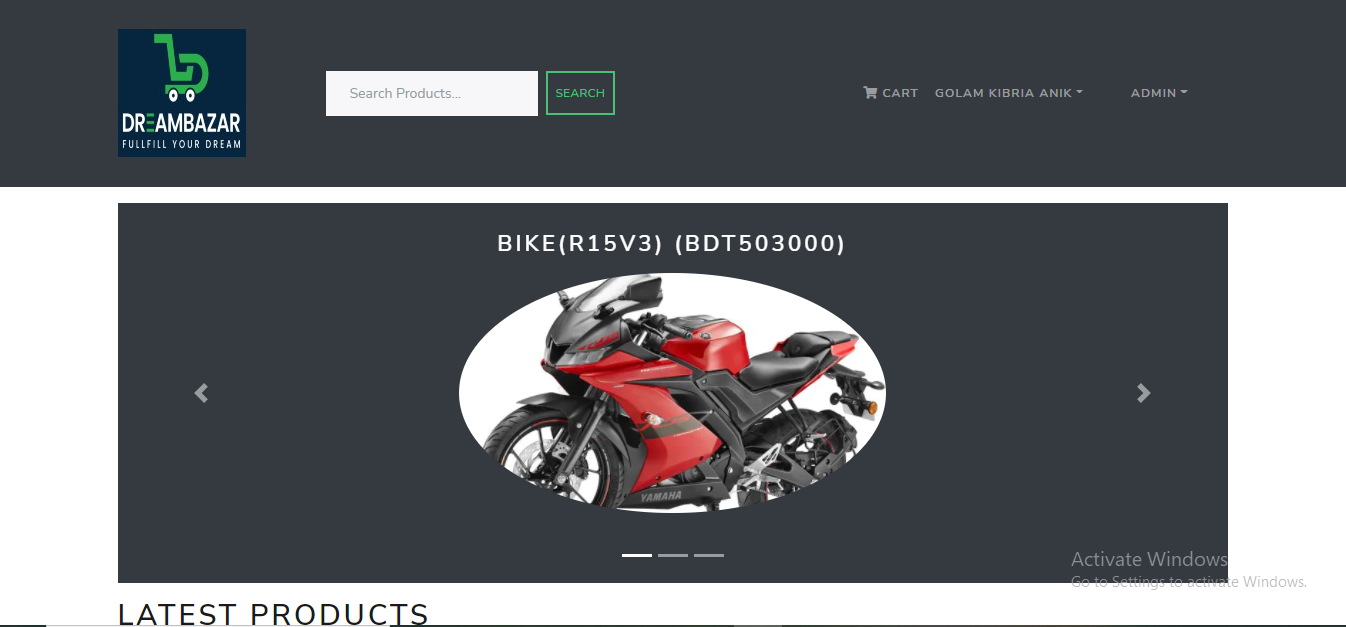 DREAMBAZAR
FULLFILL YOUR DREAM
Search Products...
SEARCH
CART
GOLAM KIBRIA ANIK
ADMIN
BIKE(R15V3) (BDT503000)
YAMAHA
Activate Windows
Go to Settings to activate Windows.
LATEST PRODUCTS